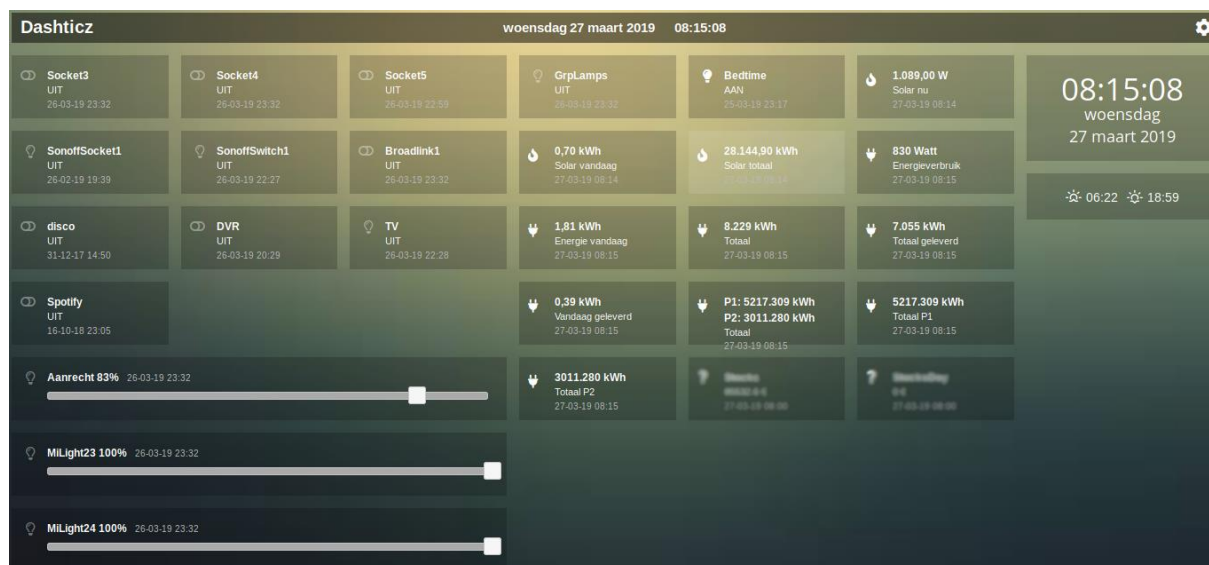 Dashticz
woensdag 27 maart 2019 08:15:08
Socket3
UIT
26-03-19 23:32
Socket4
UIT
26-03-19 23:32
Socket5
UIT
26-03-19 22:59
GrpLamps
UIT
26-03-19 23:32
Bedtime
AAN
25-03-19 23:17
1.089,00 W
Solar nu
27-03-19 08:14
08:15:08
woensdag
27 maart 2019
SonoffSocket1
UIT
26-02-19 19:39
SonoffSwitch1
UIT
26-03-19 22:27
Broadlink1
UIT
26-03-19 23:32
0,70 kWh
Solar vandaag
27-03-19 08:14
28.144,90 kWh
Solar totaal
830 Watt
Energieverbruik
27-03-19 08:15
06:22 18:59
disco
UIT
31-12-17 14:50
DVR
UIT
26-03-19 20:29
TV
UIT
26-03-19 22:28
1,81 kWh
Energie vandaag
27-03-19 08:15
8.229 kWh
Totaal
27-03-19 08:15
7.055 kWh
Totaal geleverd
27-03-19 08:15
Spotify
UIT
16-10-18 23:05
0,39 kWh
Vandaag geleverd
27-03-19 08:15
P1: 5217.309 kWh
P2: 3011.280 kWh
Totaal
27-03-19 08:15
5217.309 kWh
Totaal P1
27-03-19 08:15
Aanrecht 83% 26-03-19 23:32
3011.280 kWh
Totaal P2
27-03-19 08:15
MiLight23 100% 26-03-19 23:32
MiLight24 100% 26-03-19 23:32